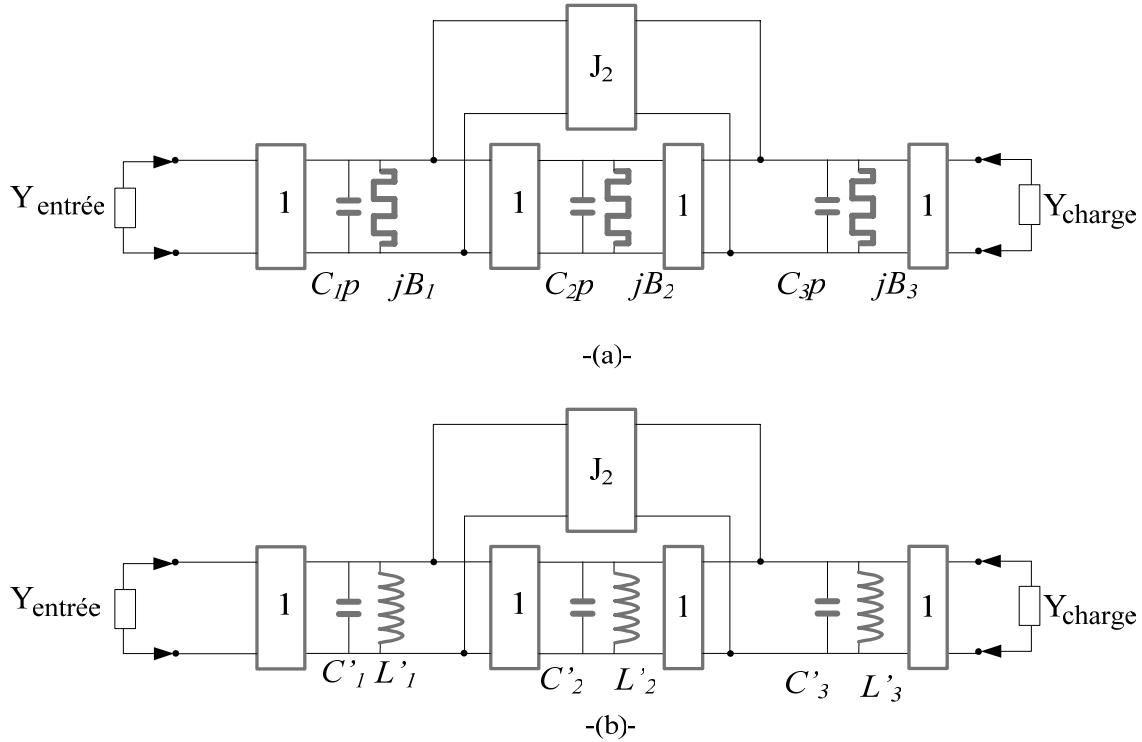 J2
Yentrée 1 1 1 1 Ycharge
C1p jB1 C2p jB2 C3p jB3
-(a)-
J2
Yentrée 1 1 1 1 Ycharge
C'1 L'1 C'2 L'2 C'3 L'3
-(b)-